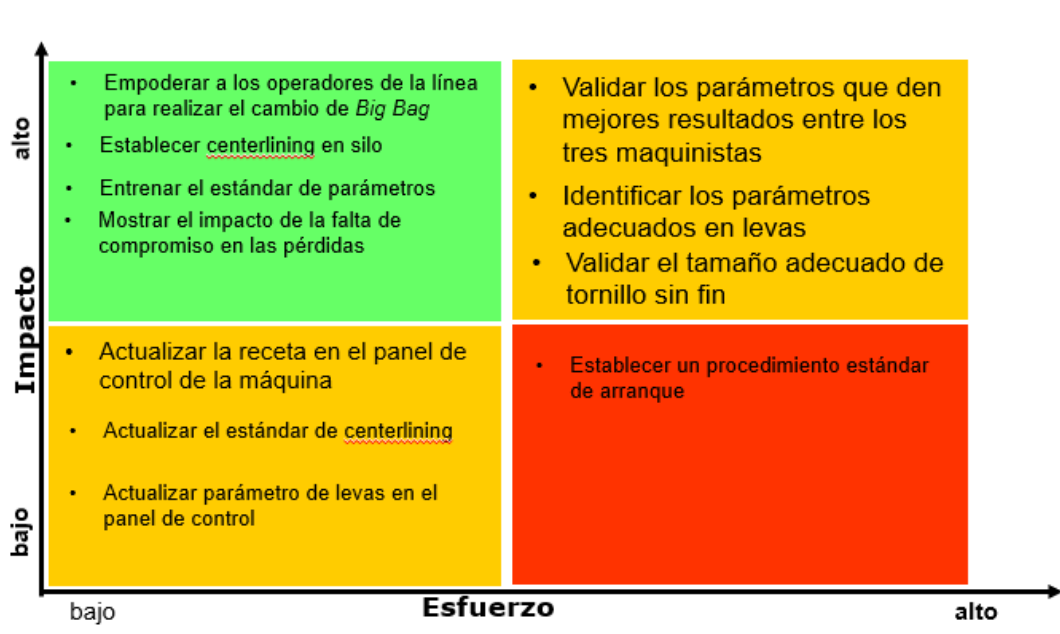 • Empoderar a los operadores de la línea
para realizar el cambio de Big Bag
• Establecer centerlining en silo
• Entrenar el estándar de parámetros
• Mostrar el impacto de la falta de
compromiso en las pérdidas
• Validar los parámetros que den
mejores resultados entre los
tres maquinistas
• Identificar los parámetros
adecuados en levas
• Validar el tamaño adecuado de
tornillo sin fin
• Actualizar la receta en el panel de
control de la máquina
• Actualizar el estándar de centerlining
• Actualizar parámetro de levas en el
panel de control
• Establecer un procedimiento estándar
de arranque
alto
Impacto
bajo
bajo
Esfuerzo
alto